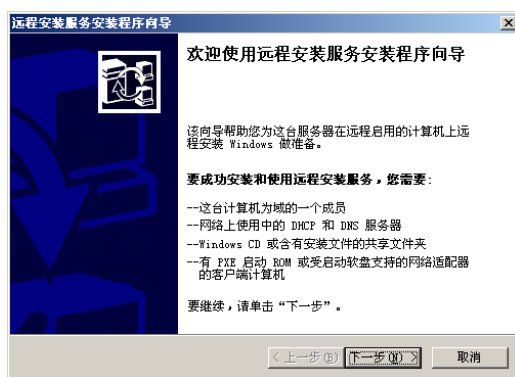 远程安装服务安装程序向导
欢迎使用远程安装服务安装程序向导
该向导帮助您为这台服务器在远程启用的计算机上远
程安装 Windows 做准备。
要成功安装和使用远程安装服务，您需要:
--这台计算机为域的一个成员
--网络上使用中的 DHCP 和 DNS 服务器
--Windows CD 或含有安装文件的共享文件夹
--有 PXE 启动 ROM 或受启动软盘支持的网络适配器
的客户端计算机
要继续，请单击“下一步”。
< 上一步(B) 下一步(N) > 取消